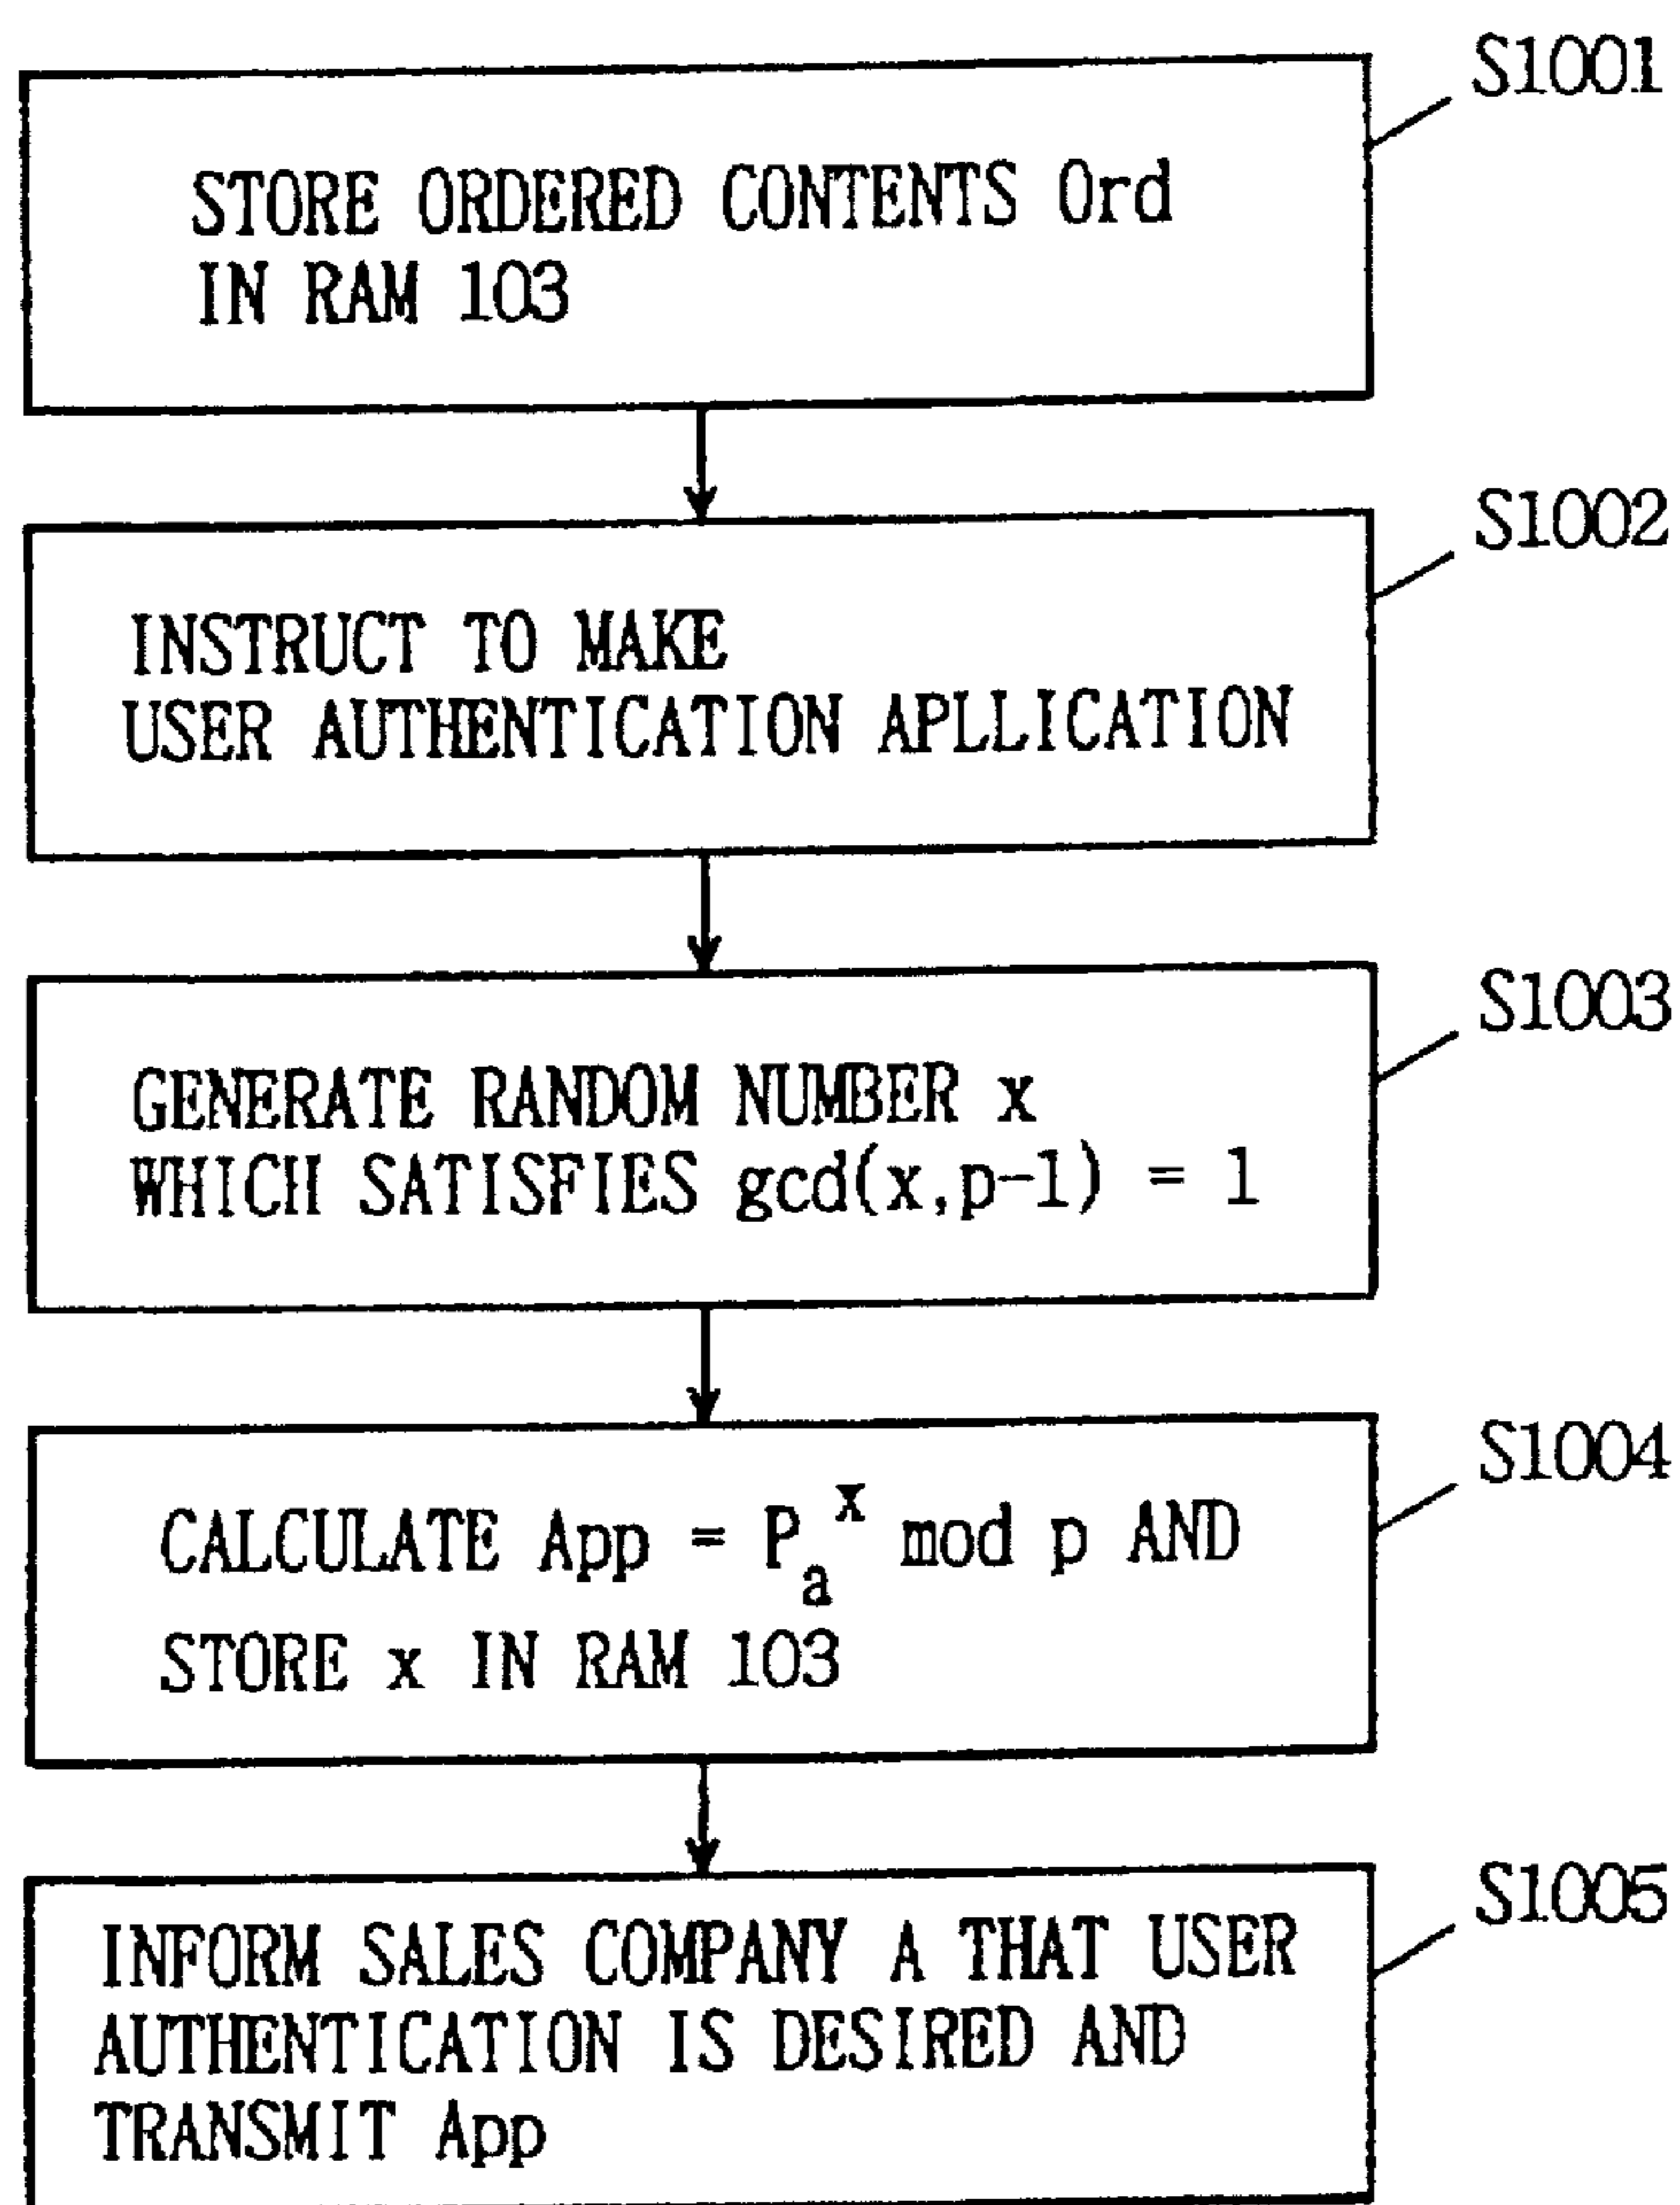 S1001
STORE ORDERED CONTENTS Ord
IN RAM 103
S1002
INSTRUCT TO MAKE
USER AUTHENTICATION APLLICATION
S1003
GENERATE RANDOM NUMBER x
WHICH SATISFIES gcd(x,p-1) = 1
S1004
CALCULATE App = P_a^x mod p AND
STORE x IN RAM 103
S1005
INFORM SALES COMPANY A THAT USER
AUTHENTICATION IS DESIRED AND
TRANSMIT App